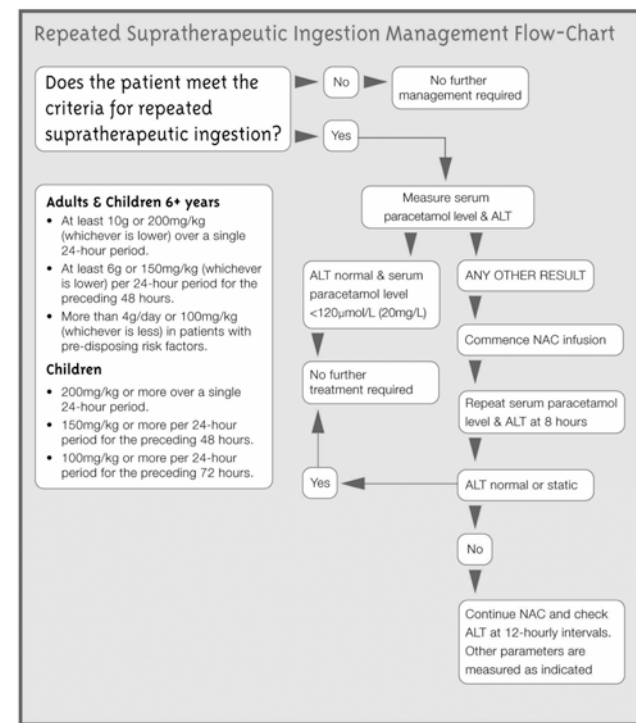 Repeated Supratherapeutic Ingestion Management Flow-Chart
Does the patient meet the
criteria for repeated
supratherapeutic ingestion?
No
No further
management required
Yes
Adults & Children 6+ years
• At least 10g or 200mg/kg
(whichever is lower) over a single
24-hour period.
• At least 6g or 150mg/kg (whichever
is lower) per 24-hour period for the
preceding 48 hours.
• More than 4g/day or 100mg/kg
(whichever is less) in patients with
pre-disposing risk factors.
Children
• 200mg/kg or more over a single
24-hour period.
• 150mg/kg or more per 24-hour
period for the preceding 48 hours.
• 100mg/kg or more per 24-hour
period for the preceding 72 hours.
Measure serum
paracetamol level & ALT
ALT normal & serum
paracetamol level
<120µmol/L (20mg/L)
No further
treatment required
ANY OTHER RESULT
Commence NAC infusion
Repeat serum paracetamol
level & ALT at 8 hours
Yes
ALT normal or static
No
Continue NAC and check
ALT at 12-hourly intervals.
Other parameters are
measured as indicated